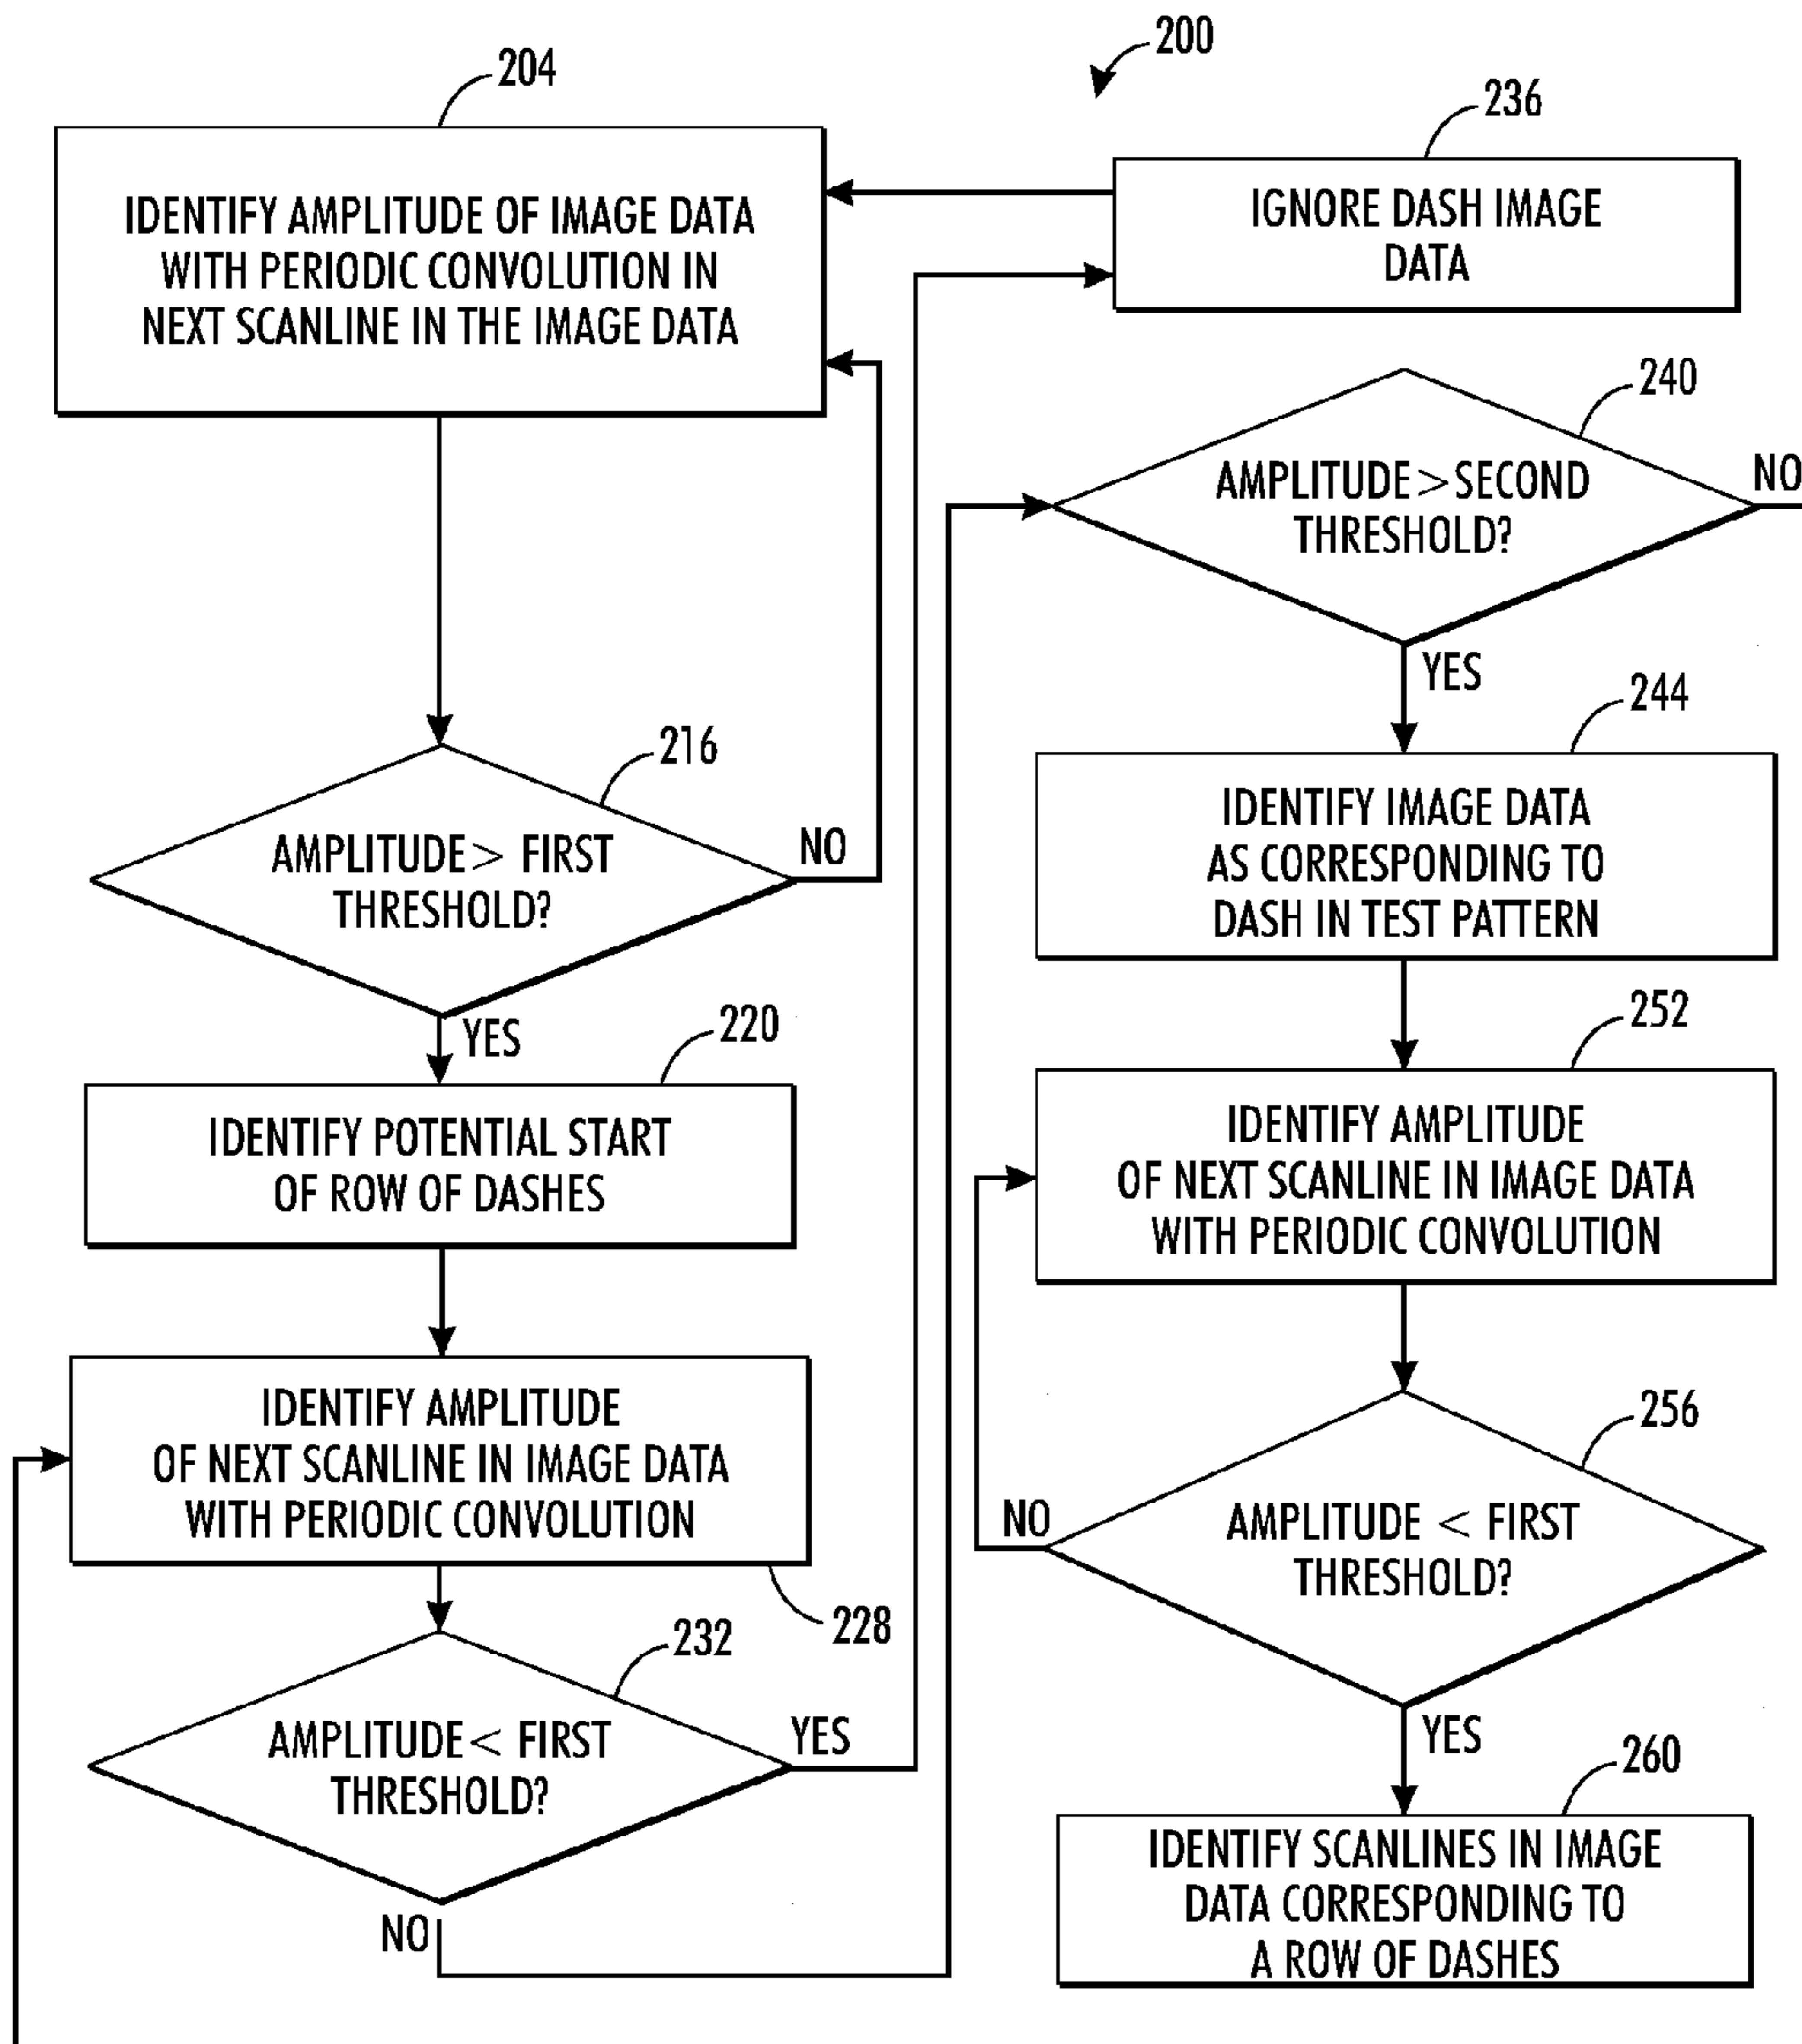 200
204
IDENTIFY AMPLITUDE OF IMAGE DATA
WITH PERIODIC CONVOLUTION IN
NEXT SCANLINE IN THE IMAGE DATA
216
AMPLITUDE > FIRST
THRESHOLD?
NO
YES
220
IDENTIFY POTENTIAL START
OF ROW OF DASHES
IDENTIFY AMPLITUDE
OF NEXT SCANLINE IN IMAGE DATA
WITH PERIODIC CONVOLUTION
228
232
AMPLITUDE < FIRST
THRESHOLD?
YES
NO
236
IGNORE DASH IMAGE
DATA
240
AMPLITUDE > SECOND
THRESHOLD?
NO
YES
244
IDENTIFY IMAGE DATA
AS CORRESPONDING TO
DASH IN TEST PATTERN
252
IDENTIFY AMPLITUDE
OF NEXT SCANLINE IN IMAGE DATA
WITH PERIODIC CONVOLUTION
256
AMPLITUDE < FIRST
THRESHOLD?
NO
YES
260
IDENTIFY SCANLINES IN IMAGE
DATA CORRESPONDING TO
A ROW OF DASHES